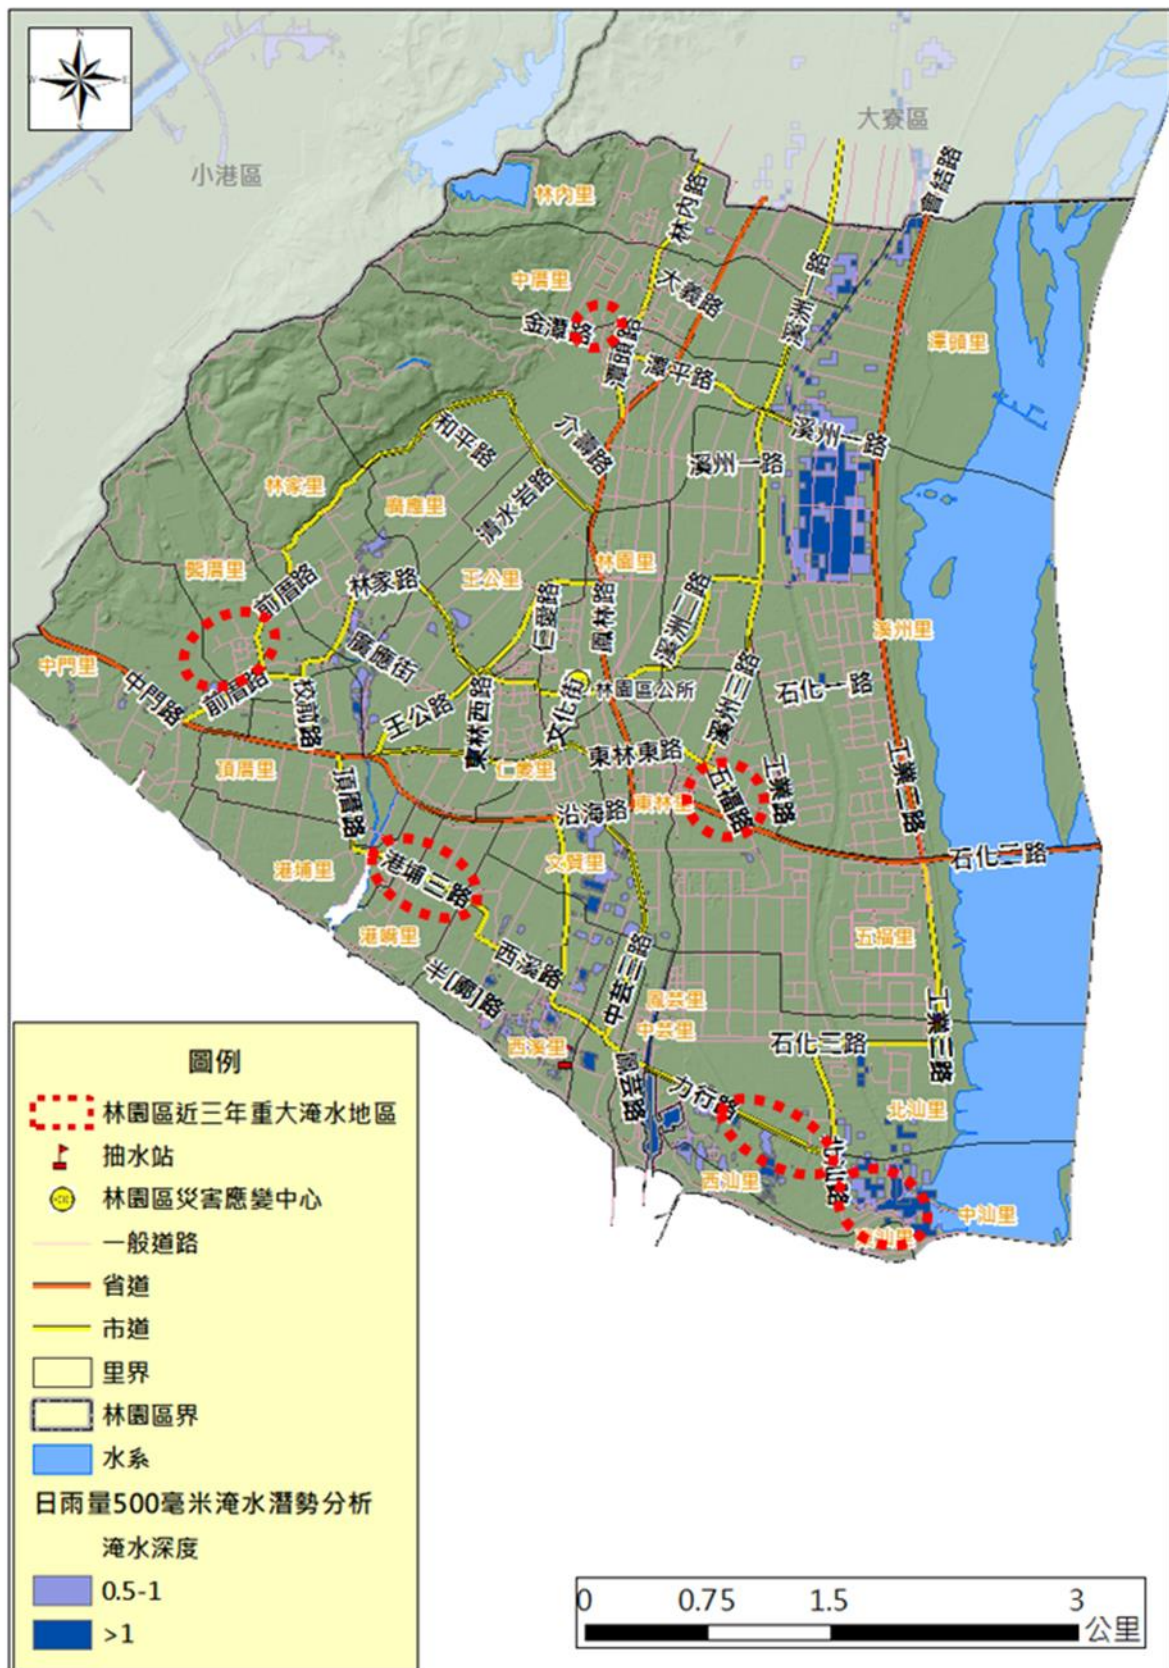 N
W
E
S
大寮區
小港區
會結路
林內路
林內里
大義路
溪洲一路
中厝里
金潭路
潭頭路
潭頭里
潭平路
溪州一路
介壽路
和平路
溪州一路
林家里
廣應里
清水岩路
林園里
王公里
林家路
前厝路
仁愛路
鳳林路
溪洲二路
溪州里
廣應街
中門里
前厝路
校前路
中門路
王公路
東林西路
文化街
林園區公所
溪州三路
石化一路
頂厝里
仁愛里
東林東路
工業路
工業二路
頂厝路
五福路
東林里
沿海路
石化二路
港埔里
港埔二路
文賢里
港嘴里
五福里
西溪路
半[廓]路
中芸三路
鳳芸里
中芸里
工業三路
西溪里
石化三路
鳳芸路
力行路
北汕里
北汕路
西汕里
中汕里
東汕里
圖例
林園區近三年重大淹水地區
抽水站
林園區災害應變中心
一般道路
省道
市道
里界
林園區界
水系
日雨量500毫米淹水潛勢分析
淹水深度
0.5-1
>1
0 0.75 1.5 3
公里